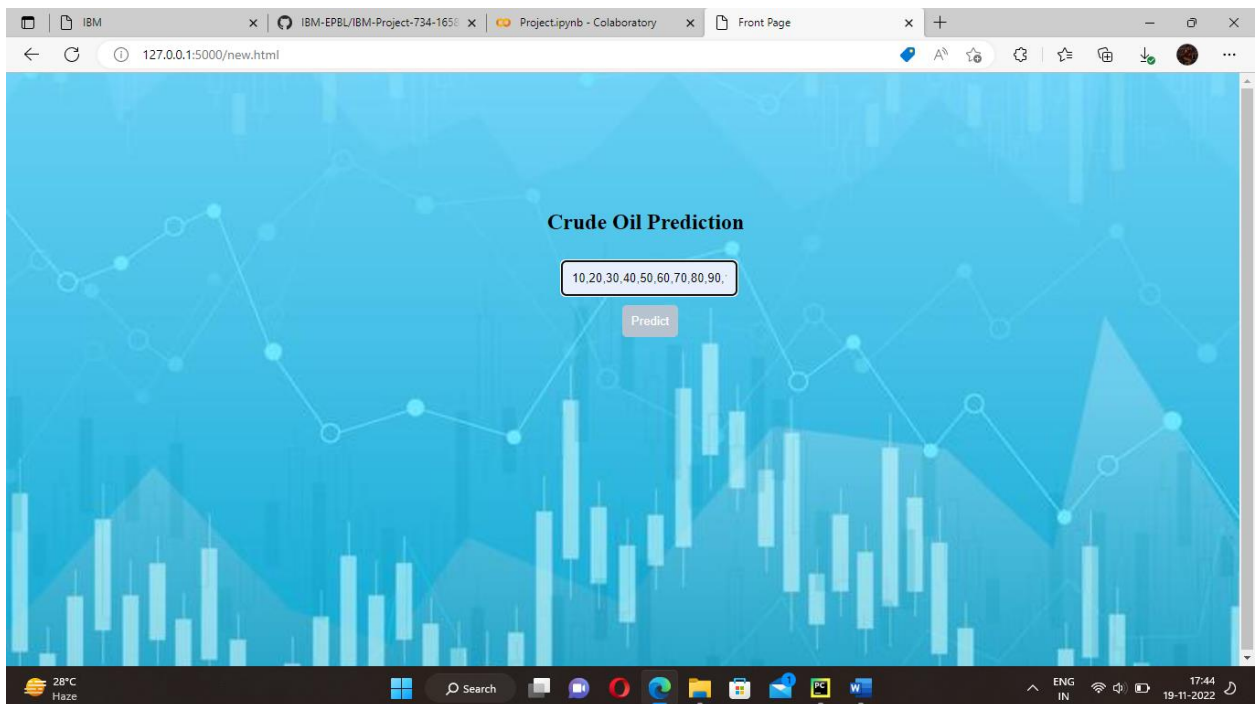 IBM
IBM-EPBL/IBM-Project-734-1658
Project.ipynb - Colaboratory
Front Page
127.0.0.1:5000/new.html
Crude Oil Prediction
10,20,30,40,50,60,70,80,90,
Predict
28°C
Haze
Search
PC
W
ENG
IN
17:44
19-11-2022